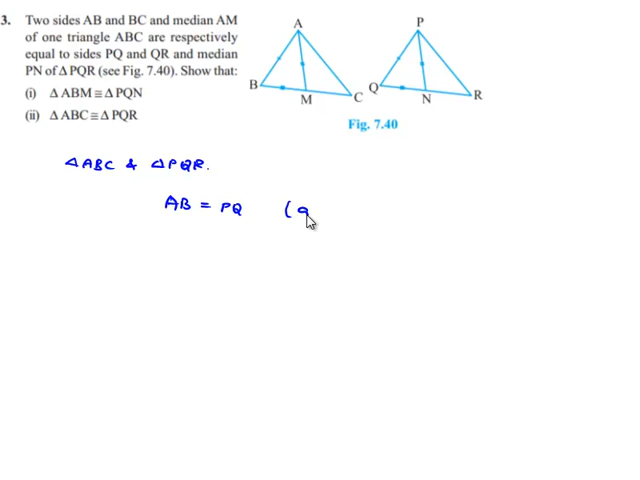 3. Two sides AB and BC and median AM
of one triangle ABC are respectively
equal to sides PQ and QR and median
PN of Δ PQR (see Fig. 7.40). Show that:
(i) Δ ABM ≅ Δ PQN
(ii) Δ ABC ≅ Δ PQR
A
B
M
C
P
Q
N
R
Fig. 7.40
Δ ABC & Δ PQR.
AB = PQ (